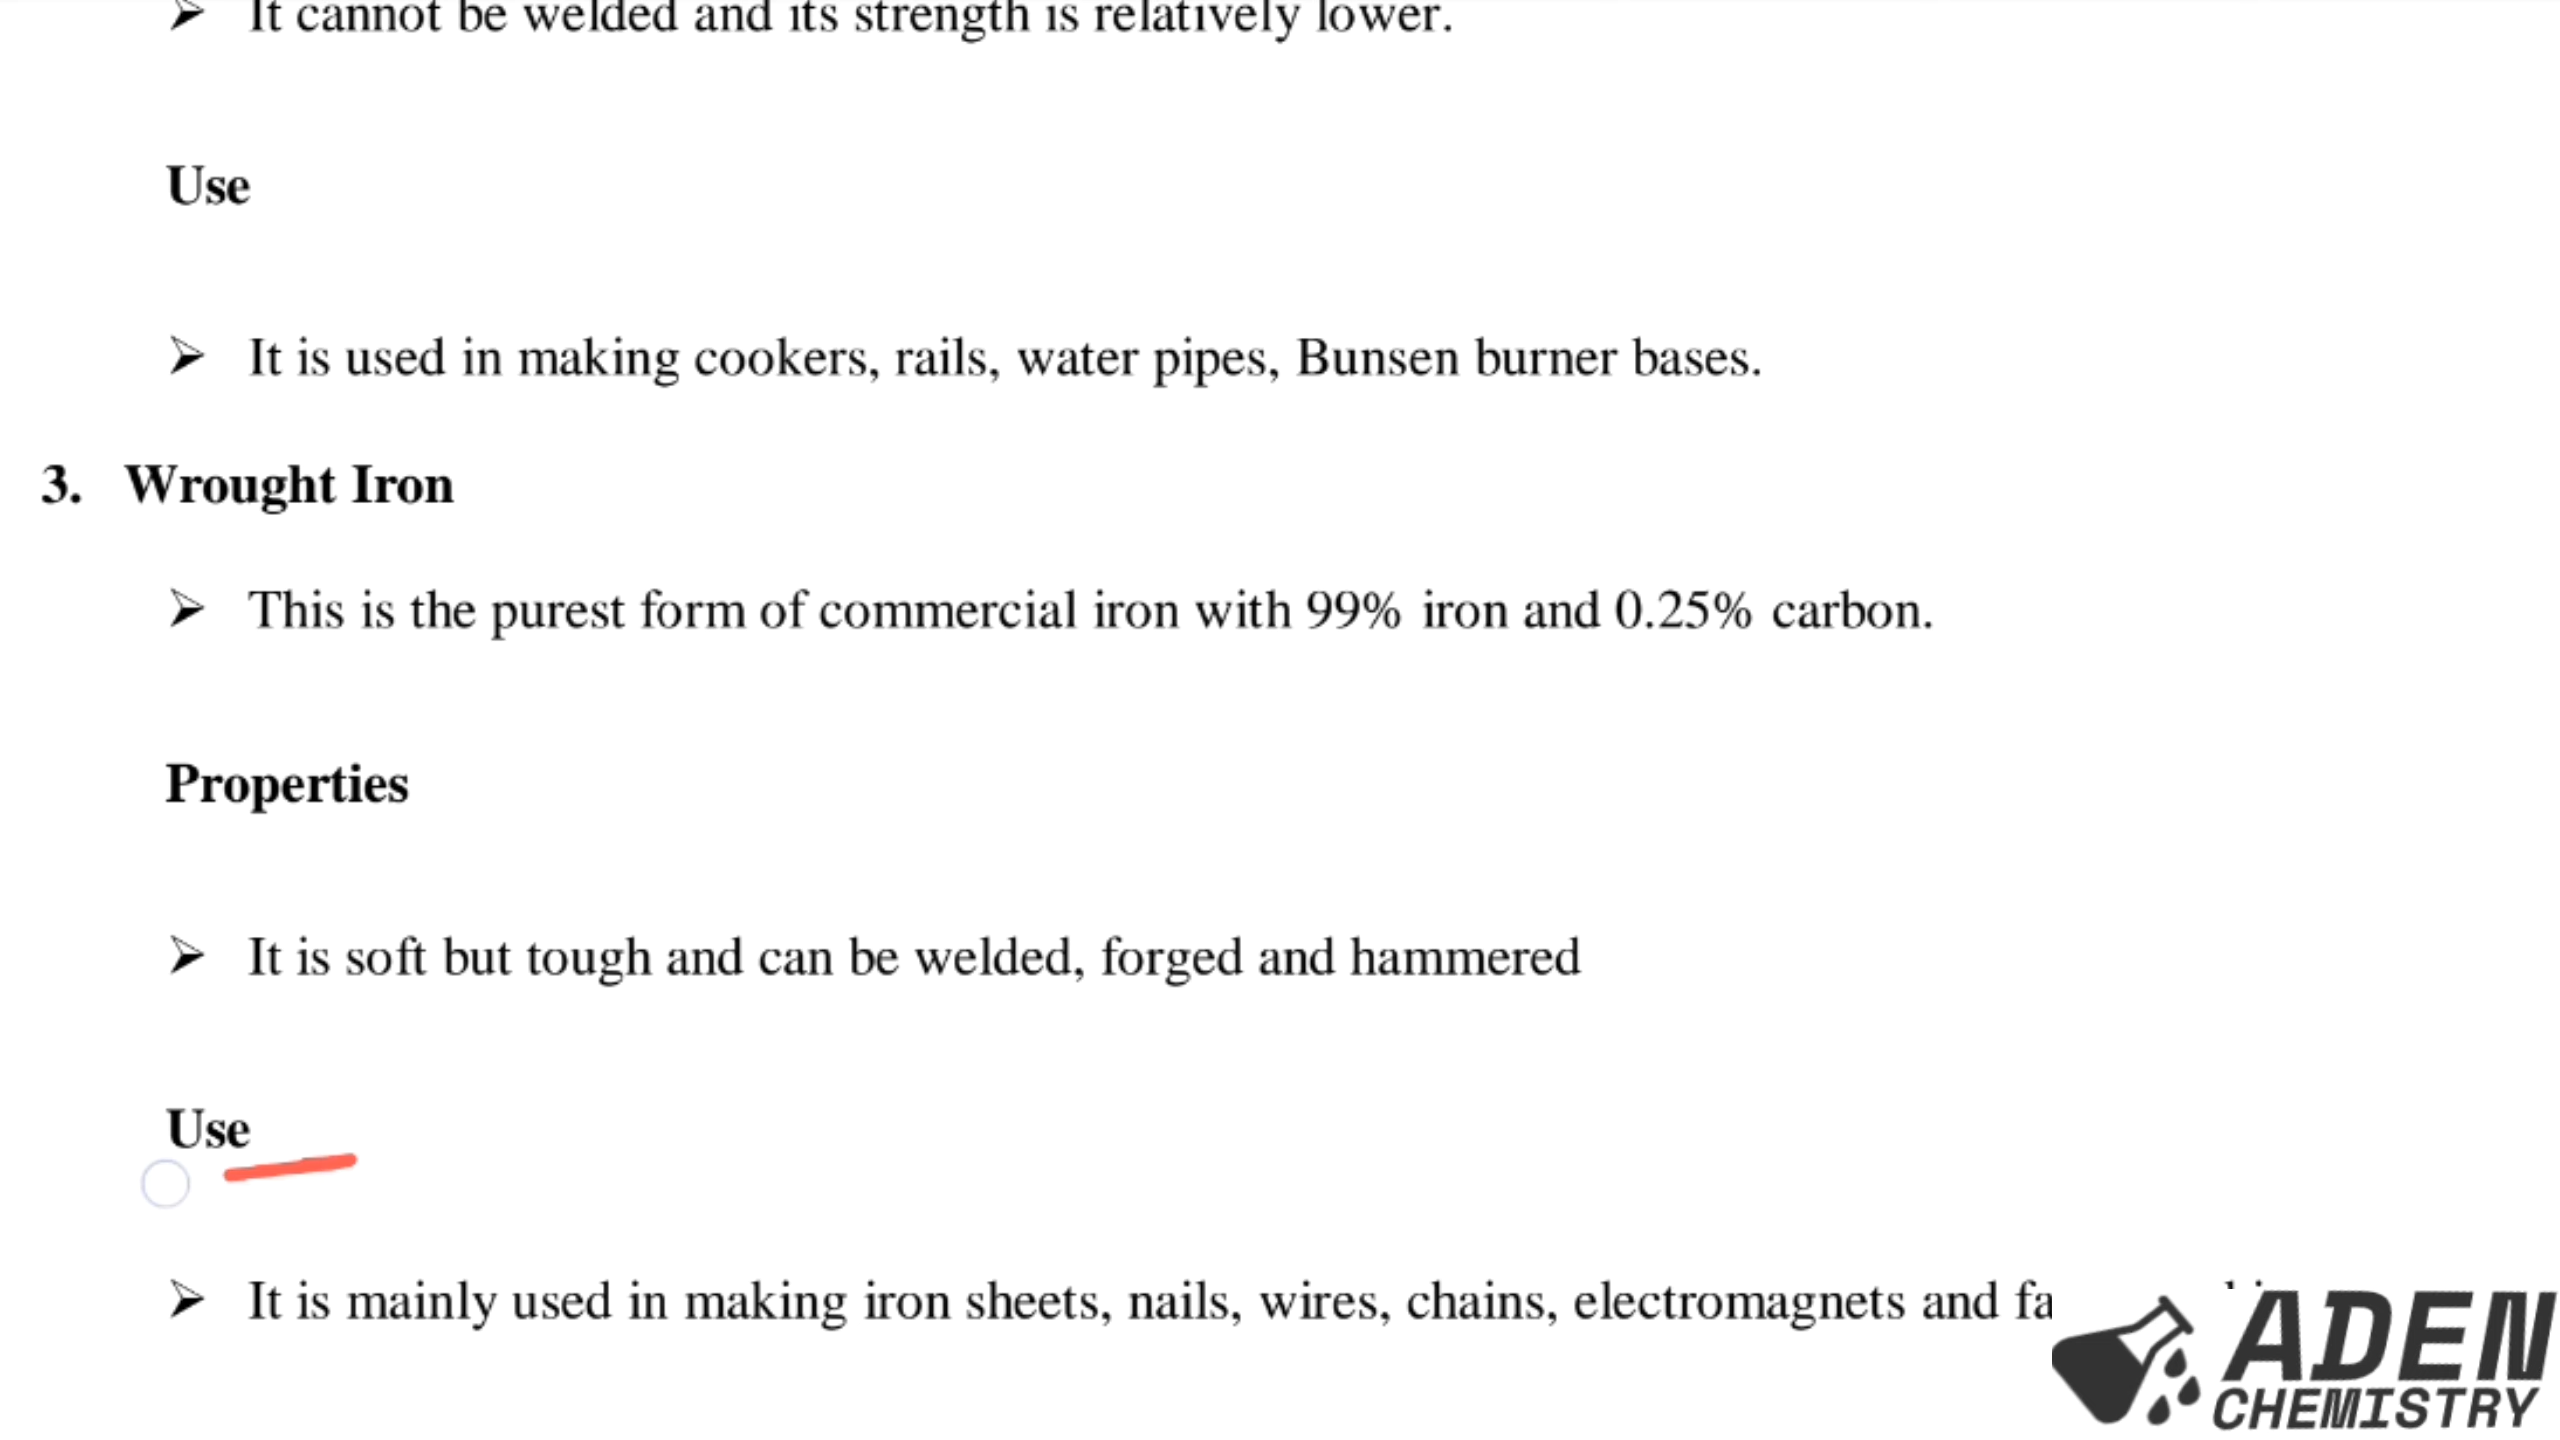 ➤ It cannot be welded and its strength is relatively lower.
Use
➤ It is used in making cookers, rails, water pipes, Bunsen burner bases.
3. Wrought Iron
➤ This is the purest form of commercial iron with 99% iron and 0.25% carbon.
Properties
➤ It is soft but tough and can be welded, forged and hammered
Use
➤ It is mainly used in making iron sheets, nails, wires, chains, electromagnets and
ADEN
CHEMISTRY